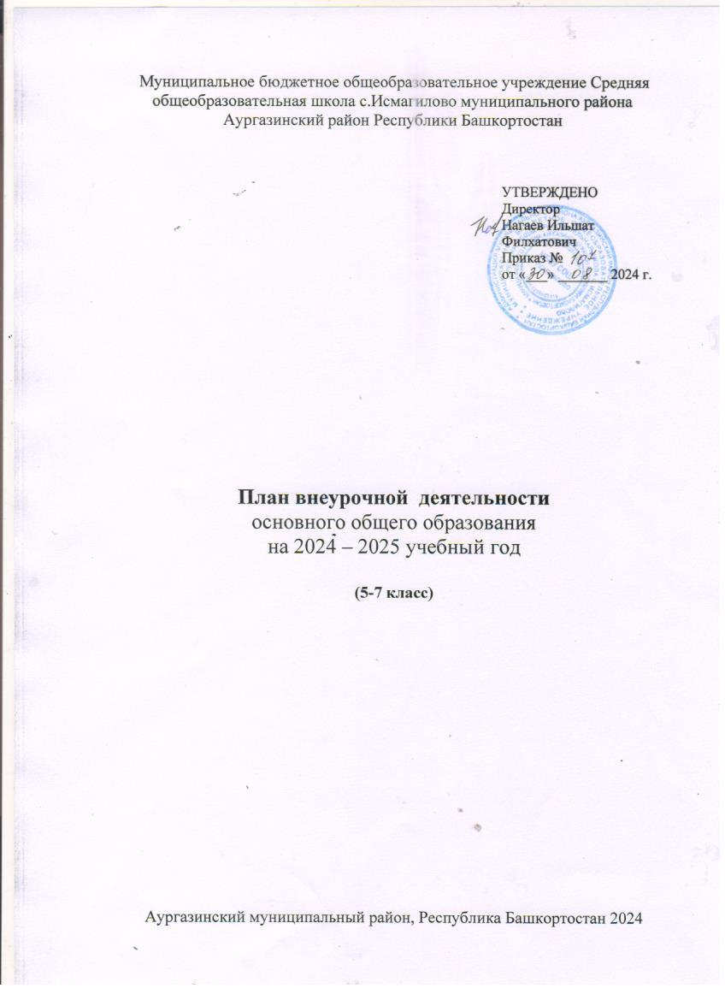 Муниципальное бюджетное общеобразовательное учреждение Средняя
общеобразовательная школа с.Исмагилово муниципального района
Аургазинский район Республики Башкортостан
УТВЕРЖДЕНО
Директор
Нагаев Ильшат
Филхатович
Приказ № 107
от «30» 08 2024 г.
План внеурочной деятельности
основного общего образования
на 2024 – 2025 учебный год
(5-7 класс)
Аургазинский муниципальный район, Республика Башкортостан 2024